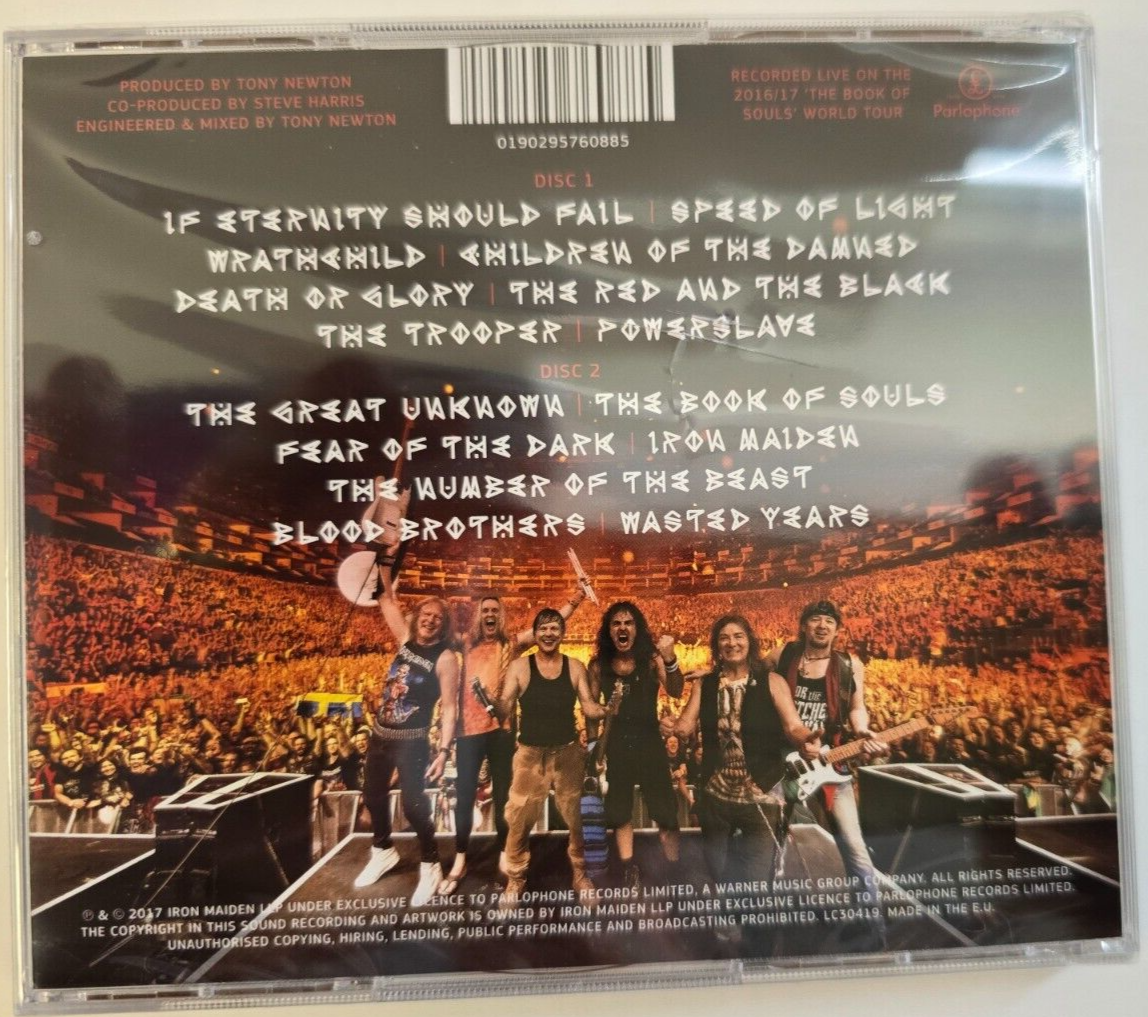 PRODUCED BY TONY NEWTON
CO-PRODUCED BY STEVE HARRIS
ENGINEERED & MIXED BY TONY NEWTON
0190295760885
RECORDED LIVE ON THE
2016/17 'THE BOOK OF
SOULS' WORLD TOUR
Parlophone
DISC 1
IF ETERNITY SHOULD FAIL | SPEED OF LIGHT
WRATHCHILD | CHILDREN OF THE DAMNED
DEATH OR GLORY | THE RED AND THE BLACK
THE TROOPER | POWERSLAVE
DISC 2
THE GREAT UNKNOWN | THE BOOK OF SOULS
FEAR OF THE DARK | IRON MAIDEN
THE NUMBER OF THE BEAST
BLOOD BROTHERS | WASTED YEARS
℗ & © 2017 IRON MAIDEN LLP UNDER EXCLUSIVE LICENCE TO PARLOPHONE RECORDS LIMITED, A WARNER MUSIC GROUP COMPANY. ALL RIGHTS RESERVED.
THE COPYRIGHT IN THIS SOUND RECORDING AND ARTWORK IS OWNED BY IRON MAIDEN LLP UNDER EXCLUSIVE LICENCE TO PARLOPHONE RECORDS LIMITED.
UNAUTHORISED COPYING, HIRING, LENDING, PUBLIC PERFORMANCE AND BROADCASTING PROHIBITED. LC30419. MADE IN THE E.U.